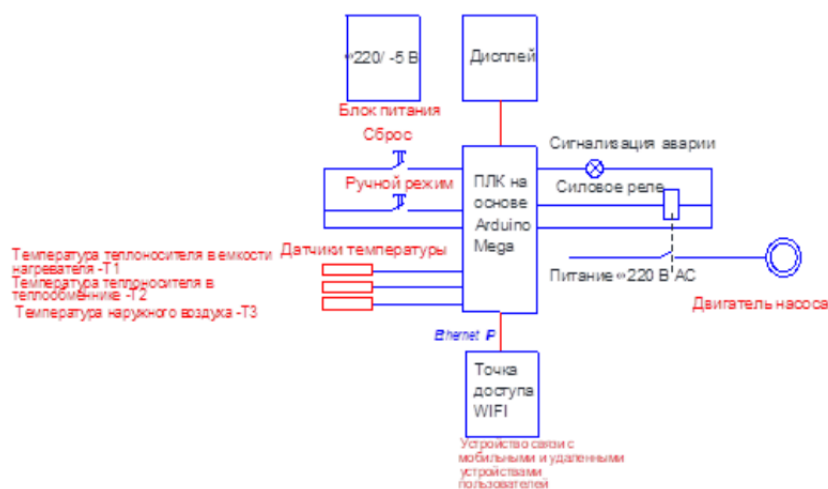 ~220/ -5 В
Дисплей
Блок питания
Сброс
Сигнализация аварии
Ручной режим
ПЛК на
основе
Arduino
Mega
Силовое реле
Датчики температуры
Температура теплоносителя в емкости
нагревателя -Т1
Температура теплоносителя в
теплообменнике -Т2
Температура наружного воздуха -Т3
Питание ~220 В АС
Двигатель насоса
Ethernet P
Точка
доступа
WIFI
Устройство связи с
мобильными и удаленными
устройствами
пользователей